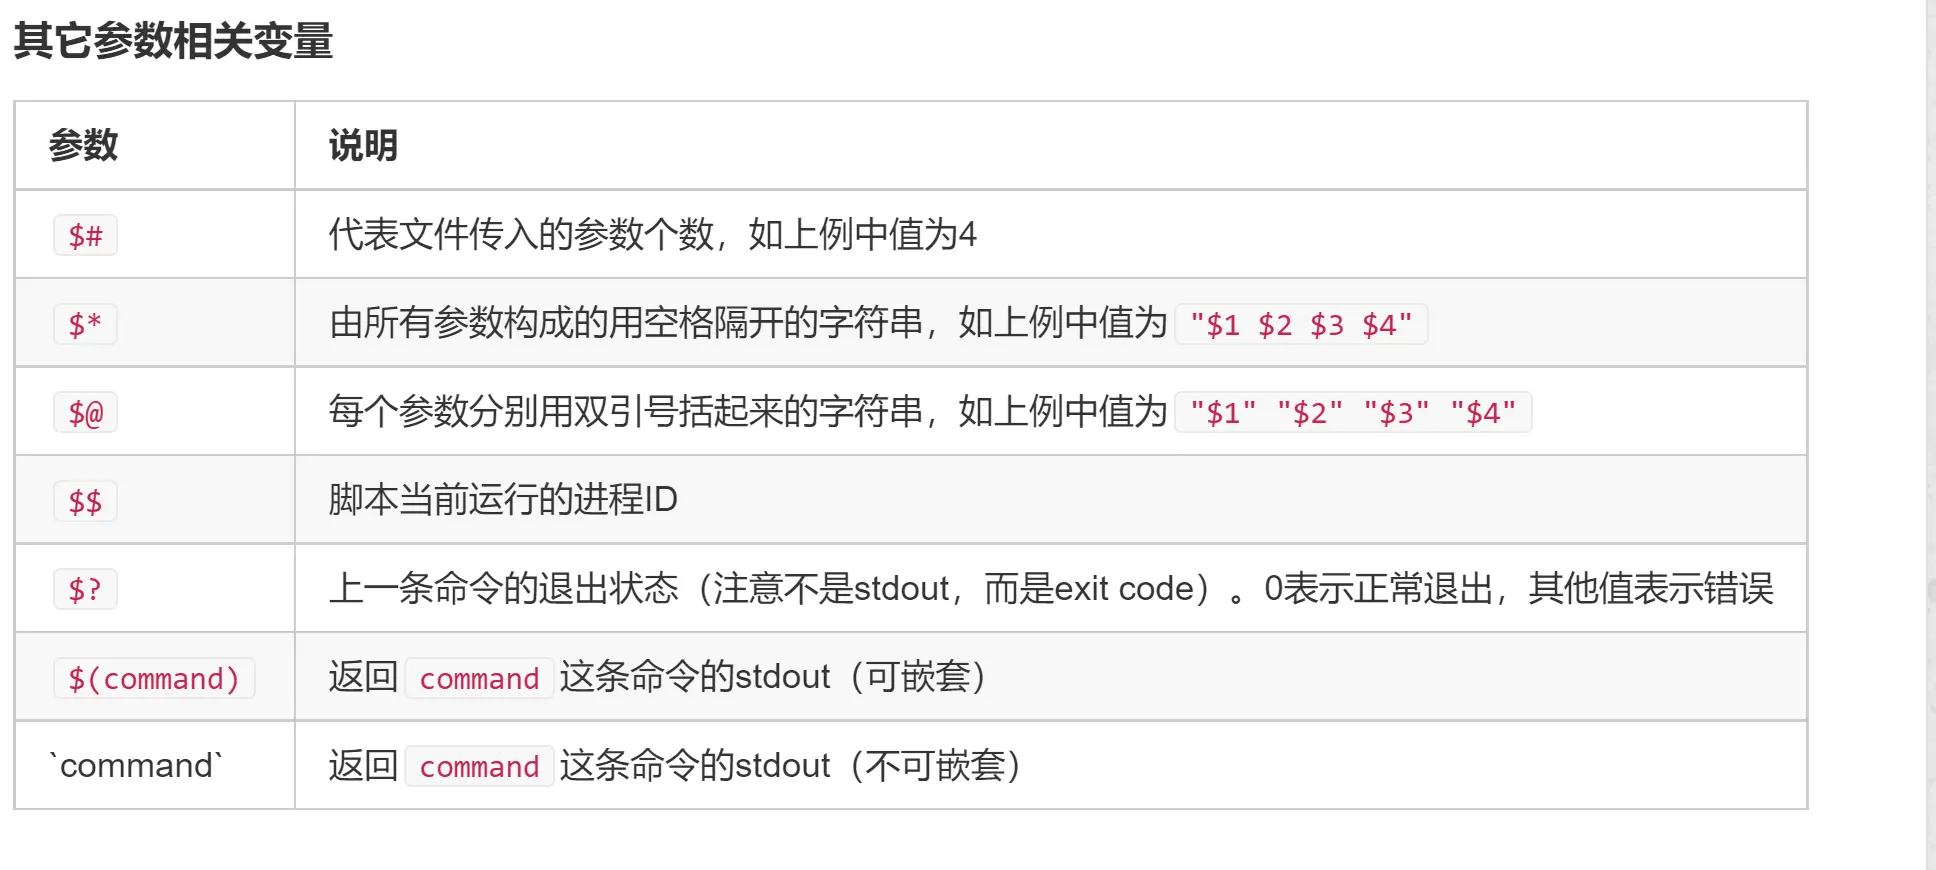 其它参数相关变量
参数 说明
$# 代表文件传入的参数个数，如上例中值为4
$* 由所有参数构成的用空格隔开的字符串，如上例中值为 "$1 $2 $3 $4"
$@ 每个参数分别用双引号括起来的字符串，如上例中值为 "$1" "$2" "$3" "$4"
$$ 脚本当前运行的进程ID
$? 上一条命令的退出状态（注意不是stdout，而是exit code）。0表示正常退出，其他值表示错误
$(command) 返回 command 这条命令的stdout（可嵌套）
`command` 返回 command 这条命令的stdout（不可嵌套）